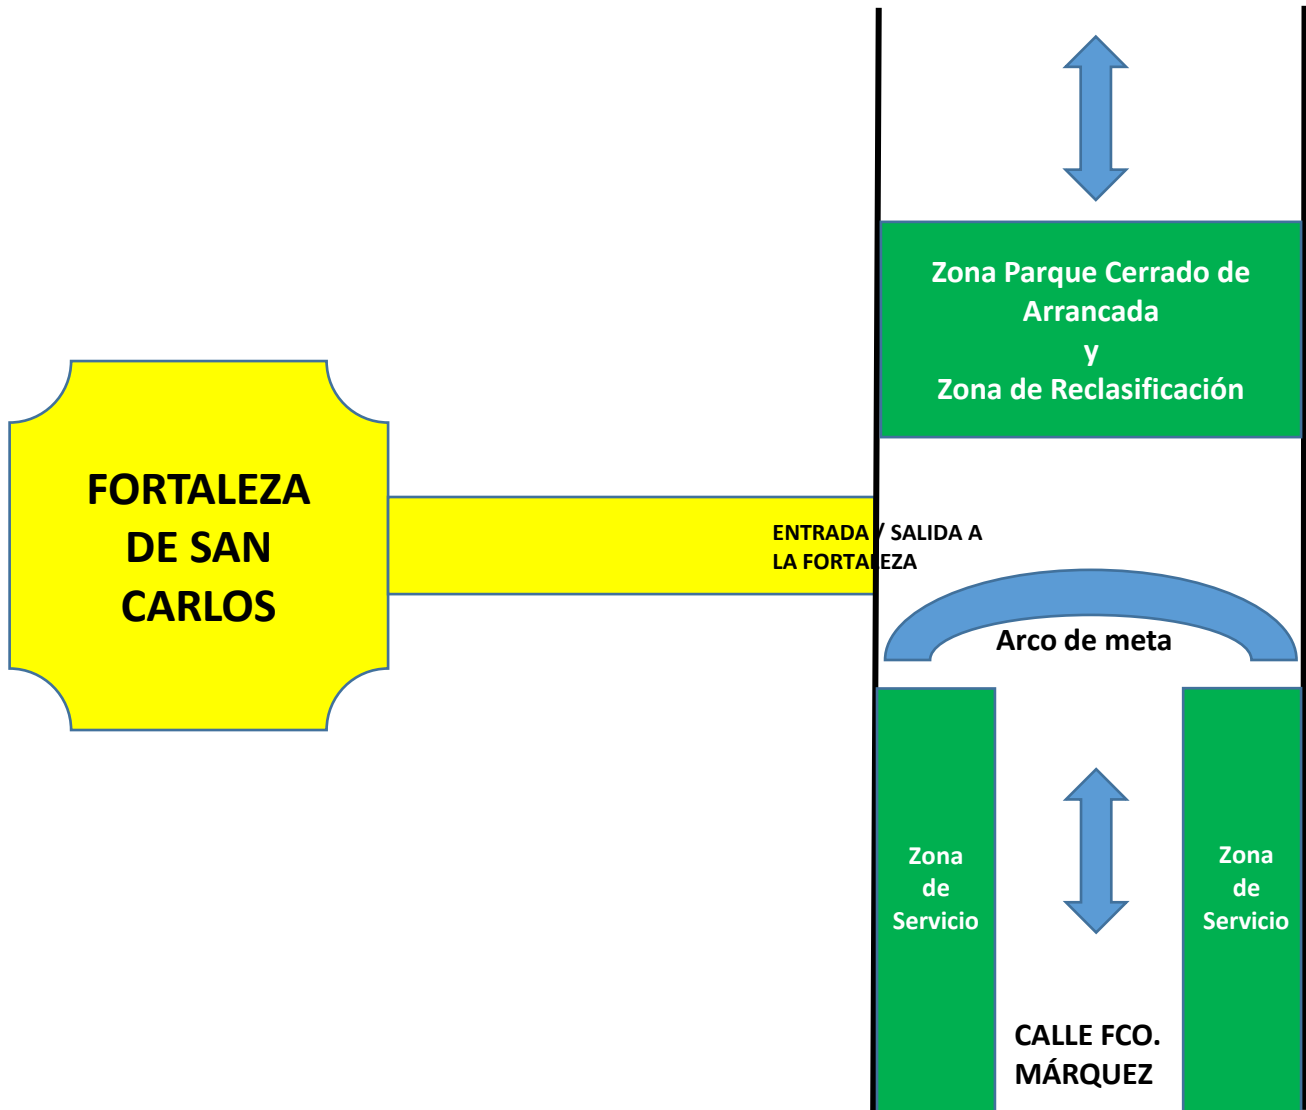 Zona Parque Cerrado de
Arrancada
y
Zona de Reclasificación
FORTALEZA
DE SAN
CARLOS
ENTRADA / SALIDA A
LA FORTALEZA
Arco de meta
Zona
de
Servicio
Zona
de
Servicio
CALLE FCO.
MÁRQUEZ